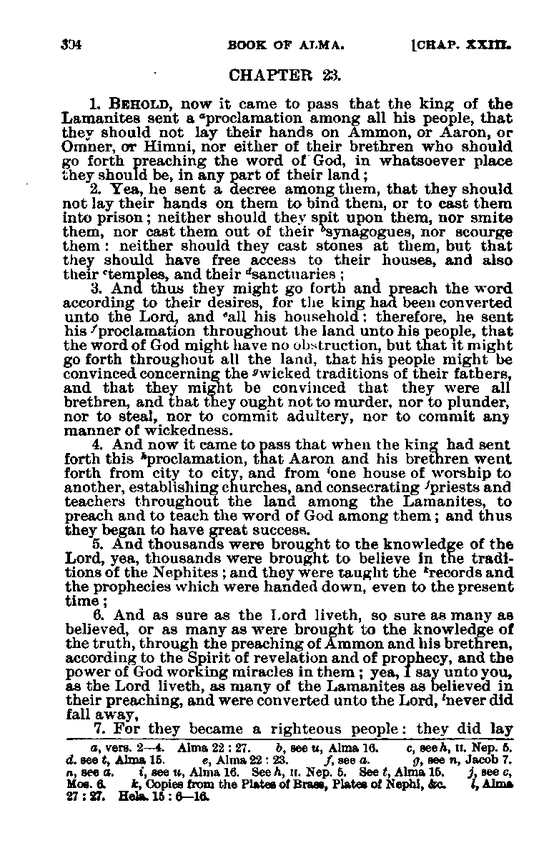 394 BOOK OF ALMA. [CHAP. XXIII.
CHAPTER 23.
1. BEHOLD, now it came to pass that the king of the
Lamanites sent a ᵃproclamation among all his people, that
they should not lay their hands on Ammon, or Aaron, or
Omner, or Himni, nor either of their brethren who should
go forth preaching the word of God, in whatsoever place
they should be, in any part of their land;
2. Yea, he sent a decree among them, that they should
not lay their hands on them to bind them, or to cast them
into prison; neither should they spit upon them, nor smite
them, nor cast them out of their ᵇsynagogues, nor scourge
them: neither should they cast stones at them, but that
they should have free access to their houses, and also
their ᶜtemples, and their ᵈsanctuaries;
3. And thus they might go forth and preach the word
according to their desires, for the king had been converted
unto the Lord, and ᵉall his household: therefore, he sent
his ᶠproclamation throughout the land unto his people, that
the word of God might have no obstruction, but that it might
go forth throughout all the land, that his people might be
convinced concerning the ᵍwicked traditions of their fathers,
and that they might be convinced that they were all
brethren, and that they ought not to murder, nor to plunder,
nor to steal, nor to commit adultery, nor to commit any
manner of wickedness.
4. And now it came to pass that when the king had sent
forth this ʰproclamation, that Aaron and his brethren went
forth from city to city, and from ⁱone house of worship to
another, establishing churches, and consecrating ʲpriests and
teachers throughout the land among the Lamanites, to
preach and to teach the word of God among them; and thus
they began to have great success.
5. And thousands were brought to the knowledge of the
Lord, yea, thousands were brought to believe in the tradi-
tions of the Nephites; and they were taught the ᵏrecords and
the prophecies which were handed down, even to the present
time;
6. And as sure as the Lord liveth, so sure as many as
believed, or as many as were brought to the knowledge of
the truth, through the preaching of Ammon and his brethren,
according to the Spirit of revelation and of prophecy, and the
power of God working miracles in them; yea, I say unto you,
as the Lord liveth, as many of the Lamanites as believed in
their preaching, and were converted unto the Lord, ˡnever did
fall away,
7. For they became a righteous people: they did lay
a, vers. 2—4. Alma 22 : 27. b, see u, Alma 16. c, see h, II. Nep. 5.
d. see t, Alma 15. e, Alma 22 : 23. f, see a. g, see n, Jacob 7.
n, see a. i, see u, Alma 16. See h, II. Nep. 5. See t, Alma 15. j, see c,
Mos. 6. k, Copies from the Plates of Brass, Plates of Nephi, &c. l, Alma
27 : 27. Hela. 15 : 6—16.